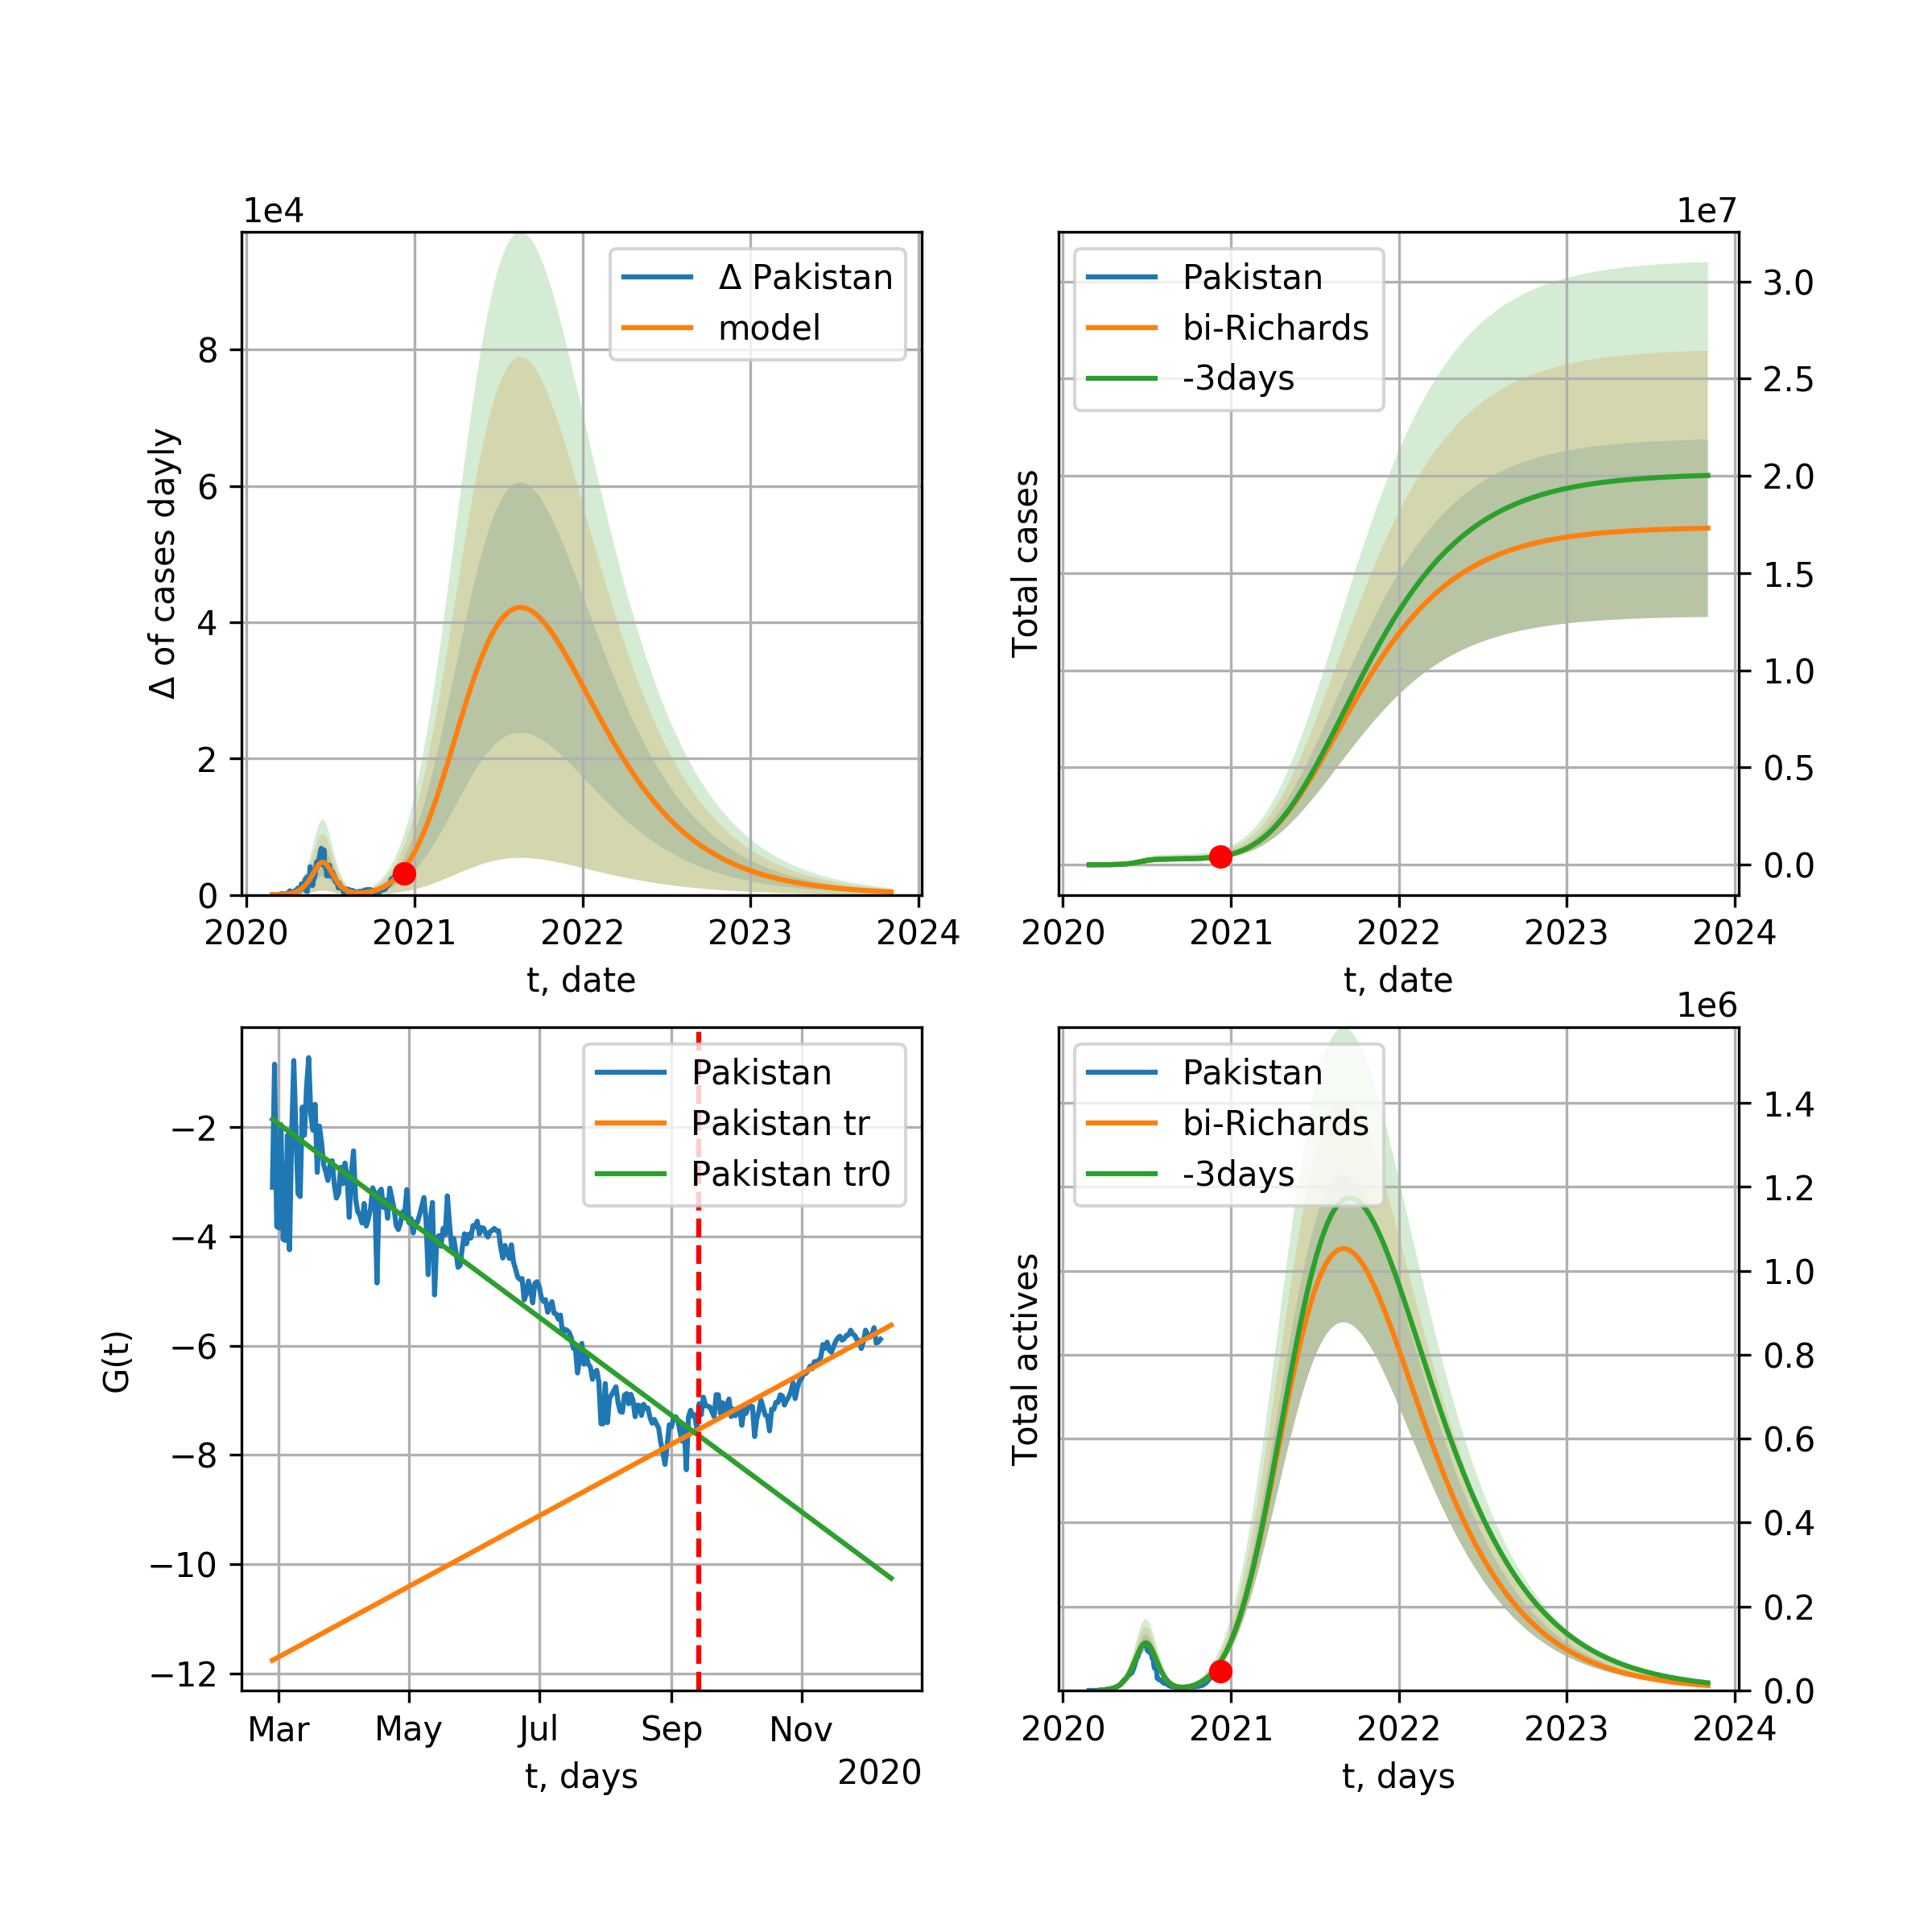 1e4
Δ of cases dayly
8
6
4
2
0
2020 2021 2022 2023 2024
t, date
Δ Pakistan
model
1e7
Total cases
Pakistan
bi-Richards
-3days
3.0
2.5
2.0
1.5
1.0
0.5
0.0
2020 2021 2022 2023 2024
t, date
G(t)
−2
−4
−6
−8
−10
−12
Mar May Jul Sep Nov
2020
t, days
Pakistan
Pakistan tr
Pakistan tr0
1e6
Total actives
Pakistan
bi-Richards
-3days
1.4
1.2
1.0
0.8
0.6
0.4
0.2
0.0
2020 2021 2022 2023 2024
t, days